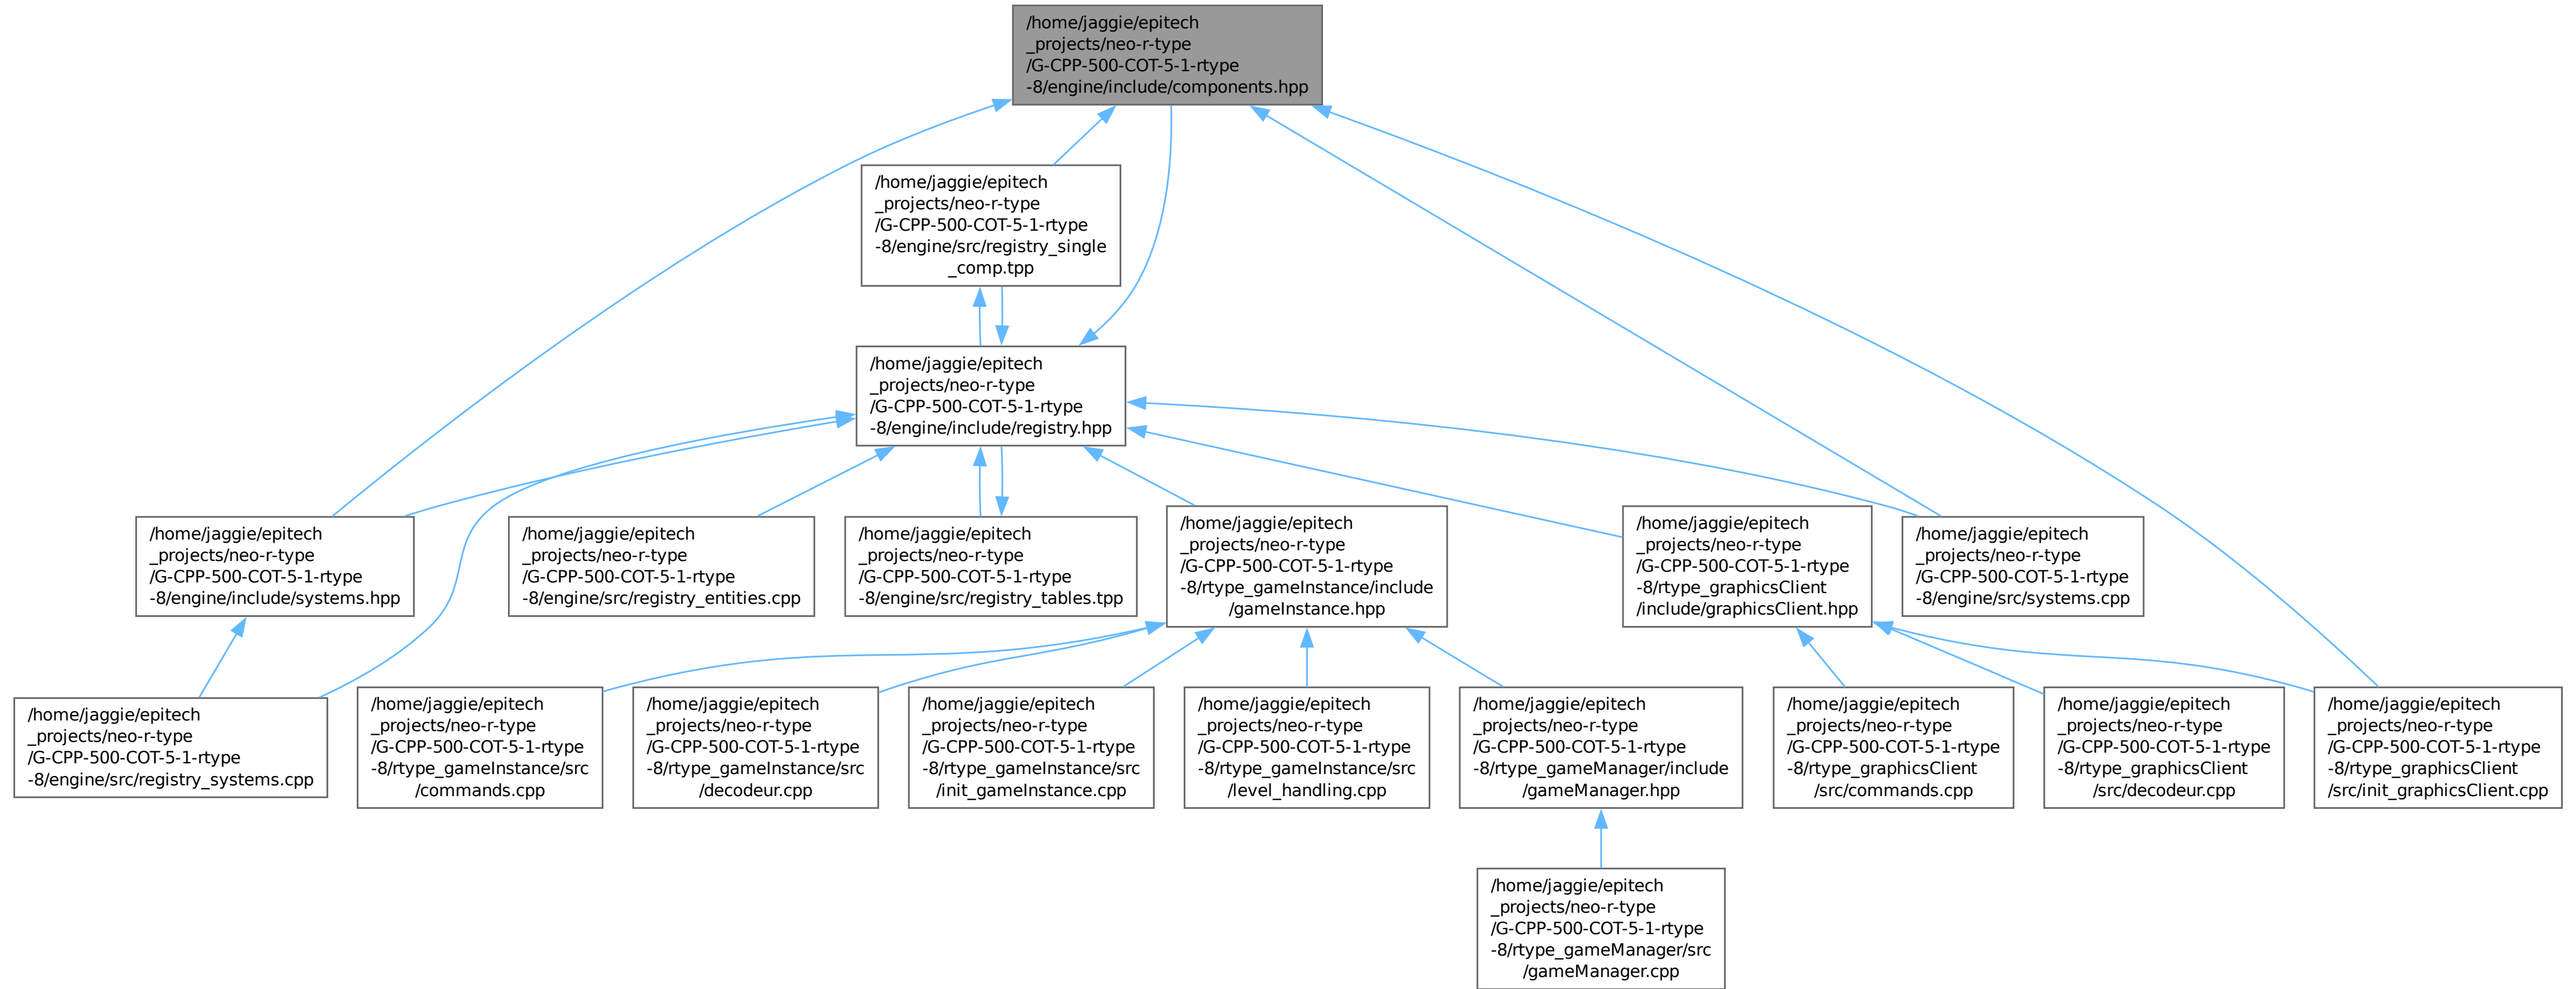 /home/jaggie/epitech
_projects/neo-r-type
/G-CPP-500-COT-5-1-rtype
-8/engine/include/components.hpp
/home/jaggie/epitech
_projects/neo-r-type
/G-CPP-500-COT-5-1-rtype
-8/engine/src/registry_single
_comp.tpp
/home/jaggie/epitech
_projects/neo-r-type
/G-CPP-500-COT-5-1-rtype
-8/engine/include/registry.hpp
/home/jaggie/epitech
_projects/neo-r-type
/G-CPP-500-COT-5-1-rtype
-8/engine/include/systems.hpp
/home/jaggie/epitech
_projects/neo-r-type
/G-CPP-500-COT-5-1-rtype
-8/engine/src/registry_entities.cpp
/home/jaggie/epitech
_projects/neo-r-type
/G-CPP-500-COT-5-1-rtype
-8/engine/src/registry_tables.tpp
/home/jaggie/epitech
_projects/neo-r-type
/G-CPP-500-COT-5-1-rtype
-8/rtype_gameInstance/include
/gameInstance.hpp
/home/jaggie/epitech
_projects/neo-r-type
/G-CPP-500-COT-5-1-rtype
-8/rtype_graphicsClient
/include/graphicsClient.hpp
/home/jaggie/epitech
_projects/neo-r-type
/G-CPP-500-COT-5-1-rtype
-8/engine/src/systems.cpp
/home/jaggie/epitech
_projects/neo-r-type
/G-CPP-500-COT-5-1-rtype
-8/engine/src/registry_systems.cpp
/home/jaggie/epitech
_projects/neo-r-type
/G-CPP-500-COT-5-1-rtype
-8/rtype_gameInstance/src
/commands.cpp
/home/jaggie/epitech
_projects/neo-r-type
/G-CPP-500-COT-5-1-rtype
-8/rtype_gameInstance/src
/decodeur.cpp
/home/jaggie/epitech
_projects/neo-r-type
/G-CPP-500-COT-5-1-rtype
-8/rtype_gameInstance/src
/init_gameInstance.cpp
/home/jaggie/epitech
_projects/neo-r-type
/G-CPP-500-COT-5-1-rtype
-8/rtype_gameInstance/src
/level_handling.cpp
/home/jaggie/epitech
_projects/neo-r-type
/G-CPP-500-COT-5-1-rtype
-8/rtype_gameManager/include
/gameManager.hpp
/home/jaggie/epitech
_projects/neo-r-type
/G-CPP-500-COT-5-1-rtype
-8/rtype_graphicsClient
/src/commands.cpp
/home/jaggie/epitech
_projects/neo-r-type
/G-CPP-500-COT-5-1-rtype
-8/rtype_graphicsClient
/src/decodeur.cpp
/home/jaggie/epitech
_projects/neo-r-type
/G-CPP-500-COT-5-1-rtype
-8/rtype_graphicsClient
/src/init_graphicsClient.cpp
/home/jaggie/epitech
_projects/neo-r-type
/G-CPP-500-COT-5-1-rtype
-8/rtype_gameManager/src
/gameManager.cpp